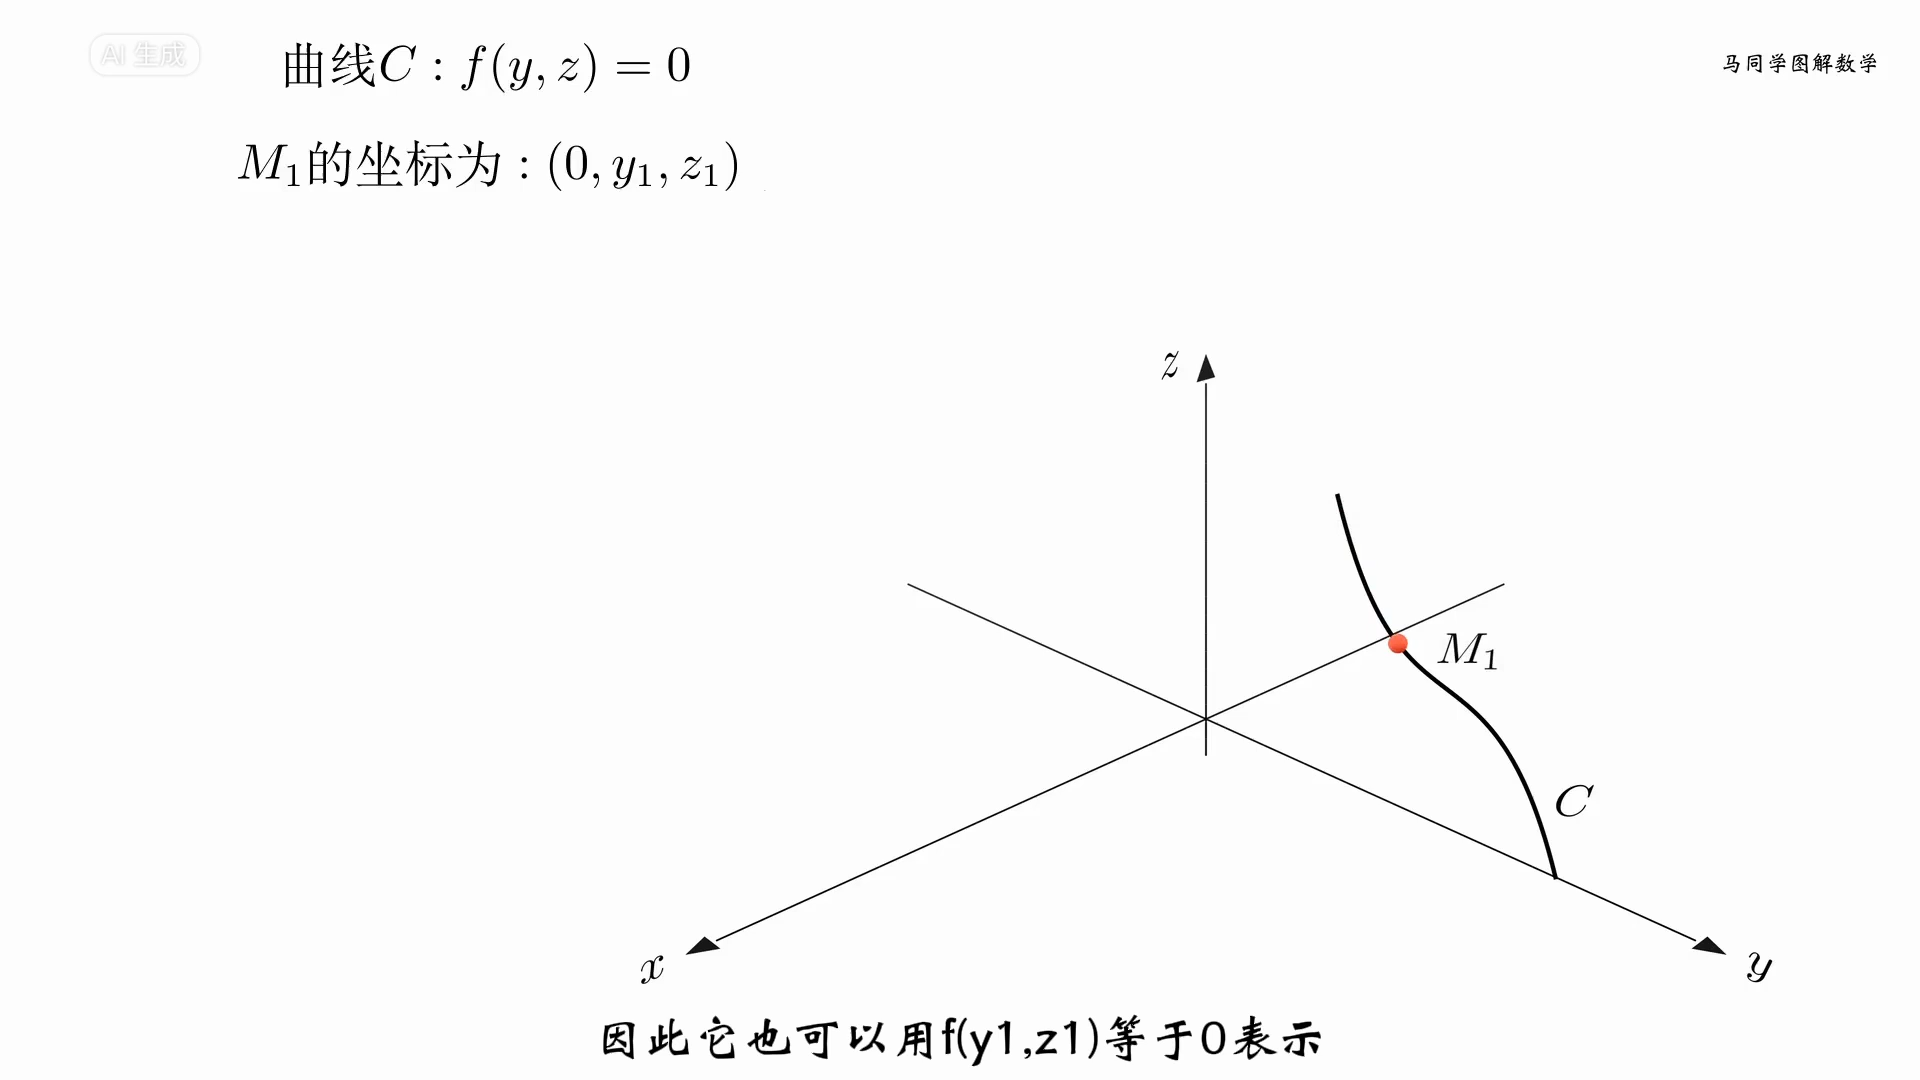 AI 生成
曲线C : f(y, z) = 0
马同学图解数学
M₁的坐标为 : (0, y₁, z₁)
z
M₁
C
x
y
因此它也可以用f(y1,z1)等于0表示